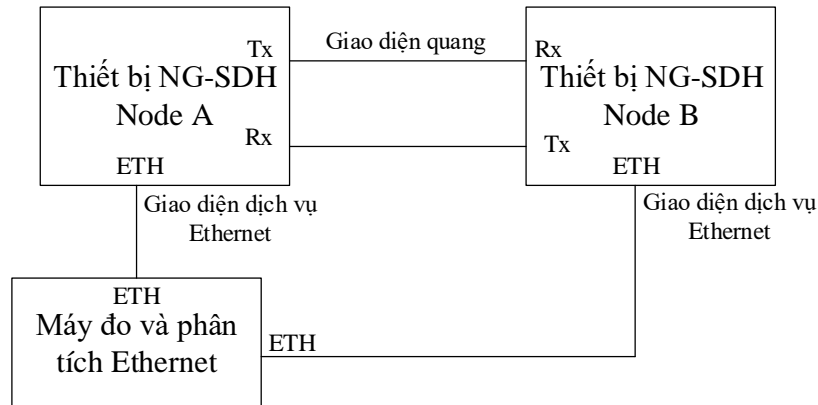 Tx
Giao diện quang
Rx
Thiết bị NG-SDH
Node A
Thiết bị NG-SDH
Node B
Rx
Tx
ETH
ETH
Giao diện dịch vụ
Ethernet
Giao diện dịch vụ
Ethernet
ETH
Máy đo và phân
tích Ethernet
ETH